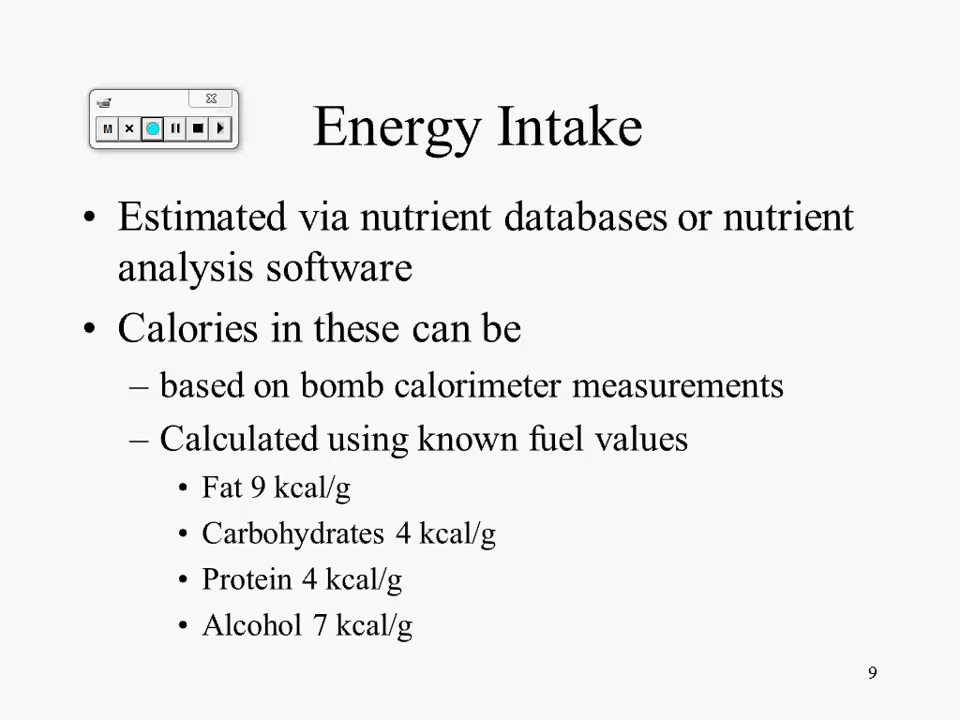 M
Energy Intake
• Estimated via nutrient databases or nutrient
analysis software
• Calories in these can be
– based on bomb calorimeter measurements
– Calculated using known fuel values
• Fat 9 kcal/g
• Carbohydrates 4 kcal/g
• Protein 4 kcal/g
• Alcohol 7 kcal/g
9